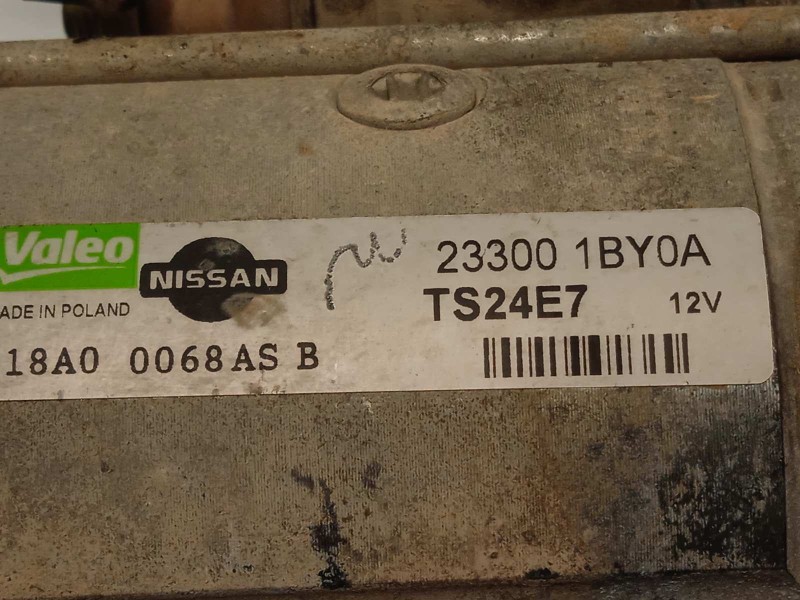 Valeo
NISSAN
23300 1BY0A
ADE IN POLAND
TS24E7 12V
18A0 0068AS B